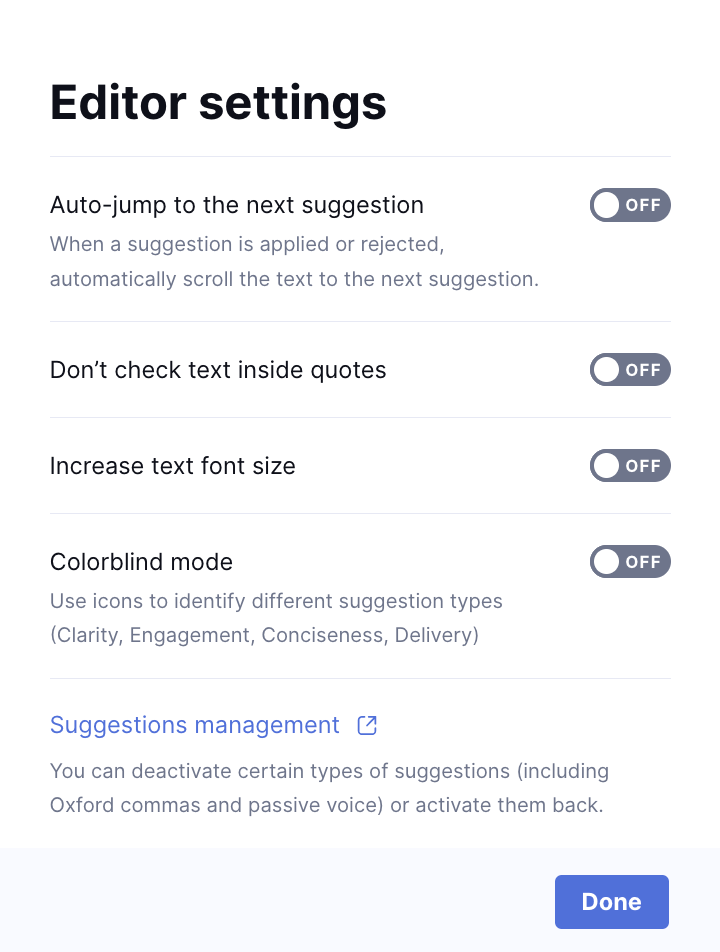 Editor settings
Auto-jump to the next suggestion
OFF
When a suggestion is applied or rejected,
automatically scroll the text to the next suggestion.
Don’t check text inside quotes
OFF
Increase text font size
OFF
Colorblind mode
OFF
Use icons to identify different suggestion types
(Clarity, Engagement, Conciseness, Delivery)
Suggestions management
You can deactivate certain types of suggestions (including
Oxford commas and passive voice) or activate them back.
Done